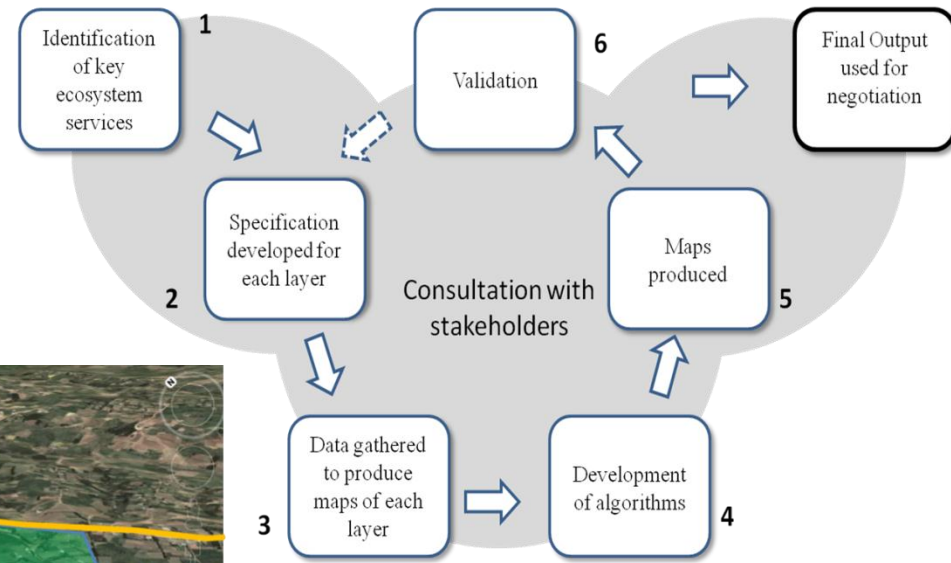 1
Identification
of key
ecosystem
services
6
Validation
Final Output
used for
negotiation
2
Specification
developed for
each layer
Consultation with
stakeholders
Maps
produced
5
3
Data gathered
to produce
maps of each
layer
Development
of algorithms
4
N